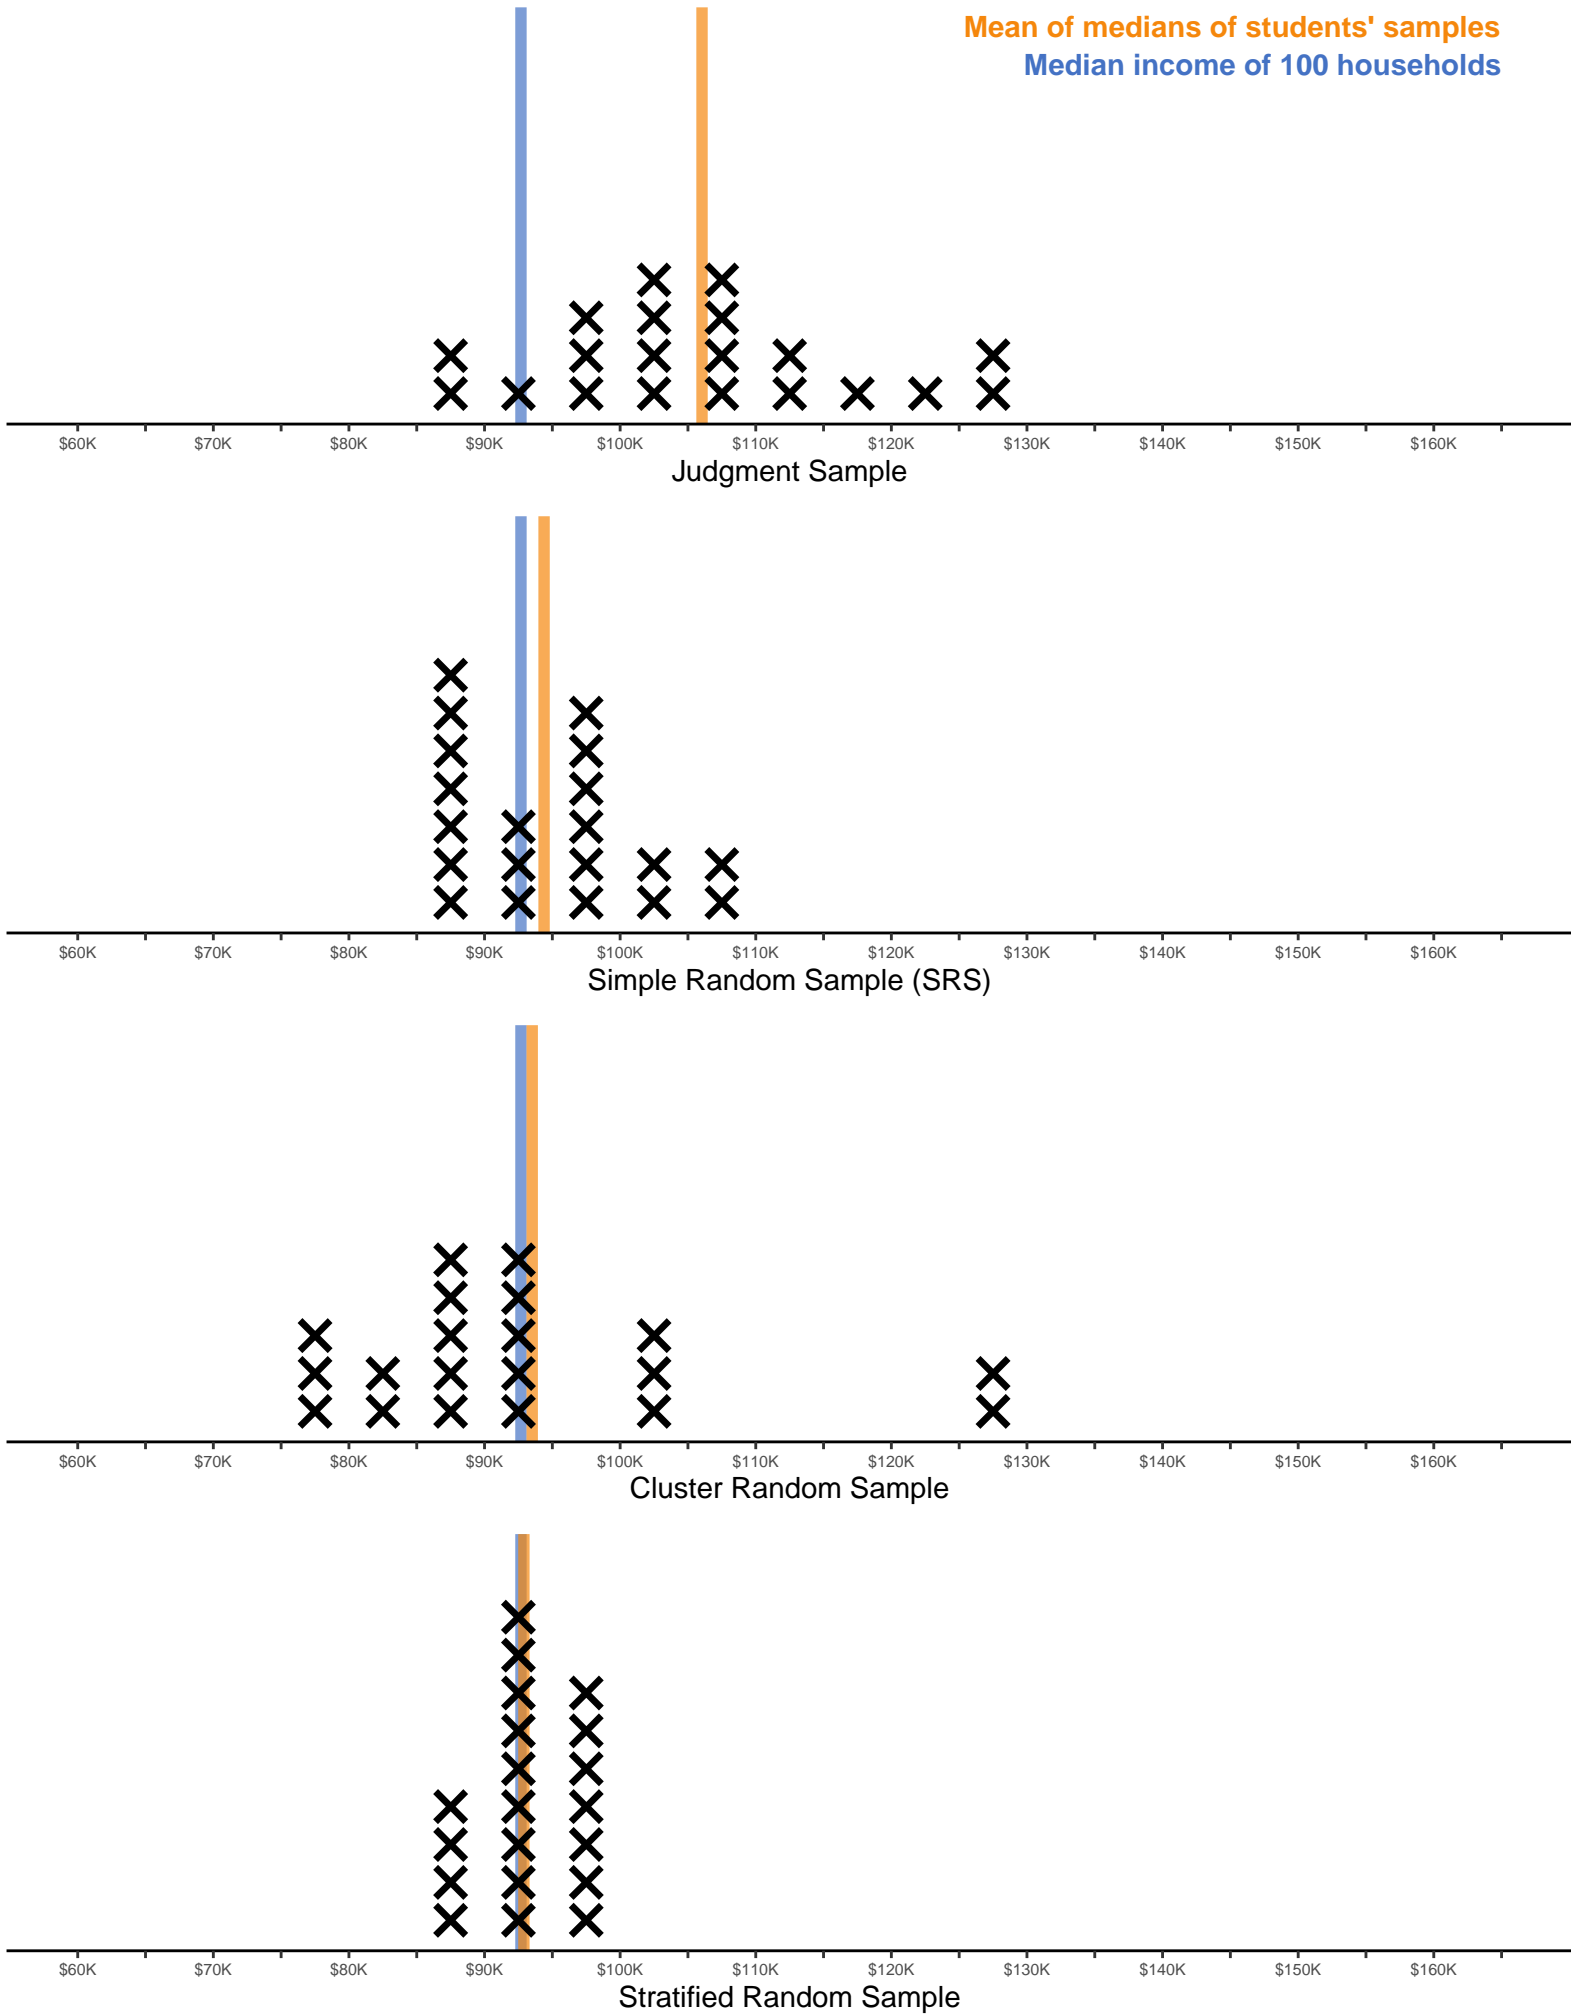 Mean of medians of students' samples
Median income of 100 households
$60K $70K $80K $90K $100K $110K $120K $130K $140K $150K $160K
Judgment Sample
$60K $70K $80K $90K $100K $110K $120K $130K $140K $150K $160K
Simple Random Sample (SRS)
$60K $70K $80K $90K $100K $110K $120K $130K $140K $150K $160K
Cluster Random Sample
$60K $70K $80K $90K $100K $110K $120K $130K $140K $150K $160K
Stratified Random Sample